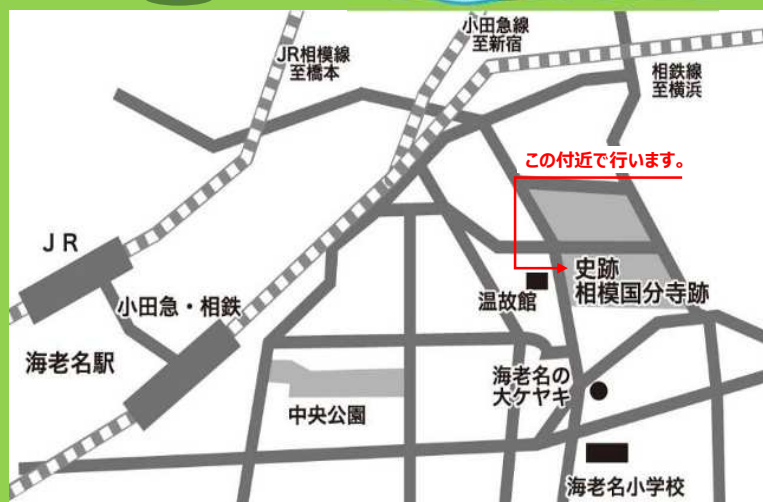 小田急線
至新宿
JR相模線
至橋本
相鉄線
至横浜
この付近で行います。
JR
小田急・相鉄
海老名駅
史跡
相模国分寺跡
温故館
海老名の
大ケヤキ
中央公園
海老名小学校